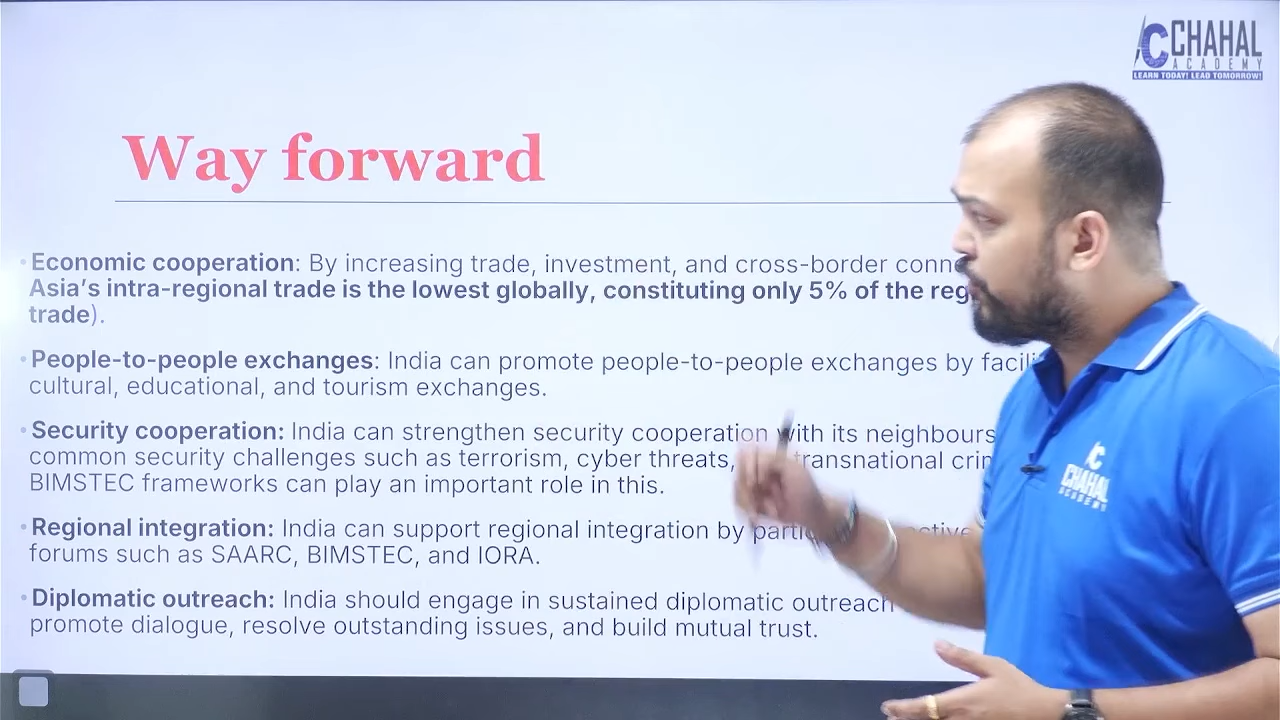 CHAHAL
ACADEMY
LEARN TODAY! LEAD TOMORROW!
Way forward
•Economic cooperation: By increasing trade, investment, and cross-border
Asia's intra-regional trade is the lowest globally, constituting only 5% of the
trade).
•People-to-people exchanges: India can promote people-to-people exchanges by
cultural, educational, and tourism exchanges.
•Security cooperation: India can strengthen security cooperation with its neighbours
common security challenges such as terrorism, cyber threats, transnational
BIMSTEC frameworks can play an important role in this.
•Regional integration: India can support regional integration by
forums such as SAARC, BIMSTEC, and IORA.
•Diplomatic outreach: India should engage in sustained diplomatic outreach
promote dialogue, resolve outstanding issues, and build mutual trust.
CHAHAL
ACADEMY